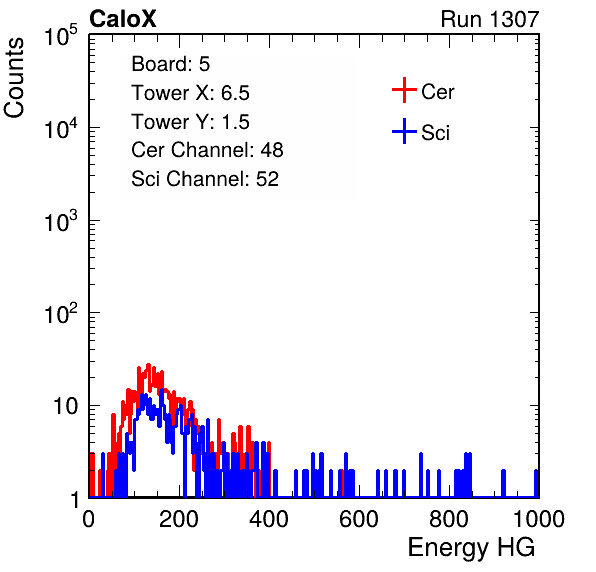 CaloX Run 1307
Counts
10^5
10^4
10^3
10^2
10
1
Board: 5
Tower X: 6.5
Tower Y: 1.5
Cer Channel: 48
Sci Channel: 52
Cer
Sci
0 200 400 600 800 1000
Energy HG